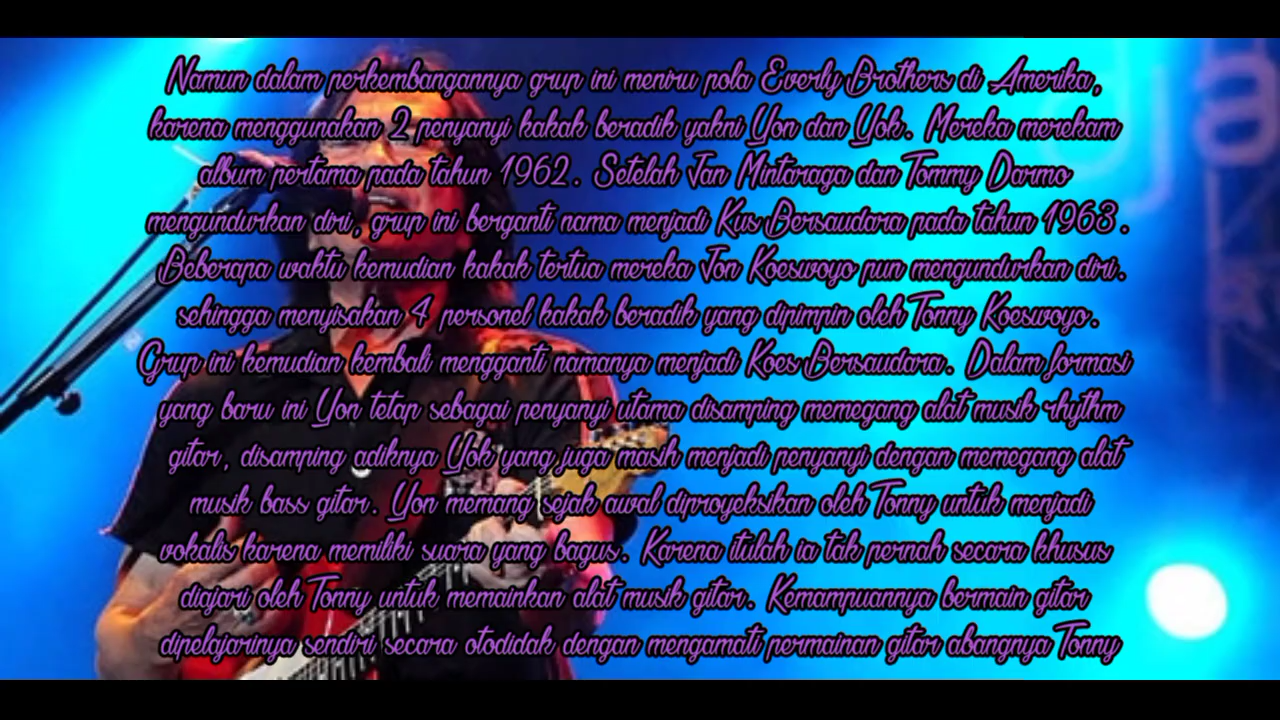 Namun dalam perkembangannya grup ini meniru pola Everly Brothers di Amerika,
karena menggunakan 2 penyanyi kakak beradik yakni Yon dan Yok. Mereka merekam
album pertama pada tahun 1962. Setelah Jan Mintaraga dan Tommy Darmo
mengundurkan diri, grup ini berganti nama menjadi Kus Bersaudara pada tahun 1963.
Beberapa waktu kemudian kakak tertua mereka Jon Koeswoyo pun mengundurkan diri.
sehingga menyisakan 4 personel kakak beradik yang dipimpin oleh Tonny Koeswoyo.
Grup ini kemudian kembali mengganti namanya menjadi Koes Bersaudara. Dalam formasi
yang baru ini Yon tetap sebagai penyanyi utama disamping memegang alat musik rhythm
gitar, disamping adiknya Yok yang juga masih menjadi penyanyi dengan memegang alat
musik bass gitar. Yon memang sejak awal diproyeksikan oleh Tonny untuk menjadi
vokalis karena memiliki suara yang bagus. Karena itulah ia tak pernah secara khusus
diajari oleh Tonny untuk memainkan alat musik gitar. Kemampuannya bermain gitar
dipelajarinya sendiri secara otodidak dengan mengamati permainan gitar abangnya Tonny